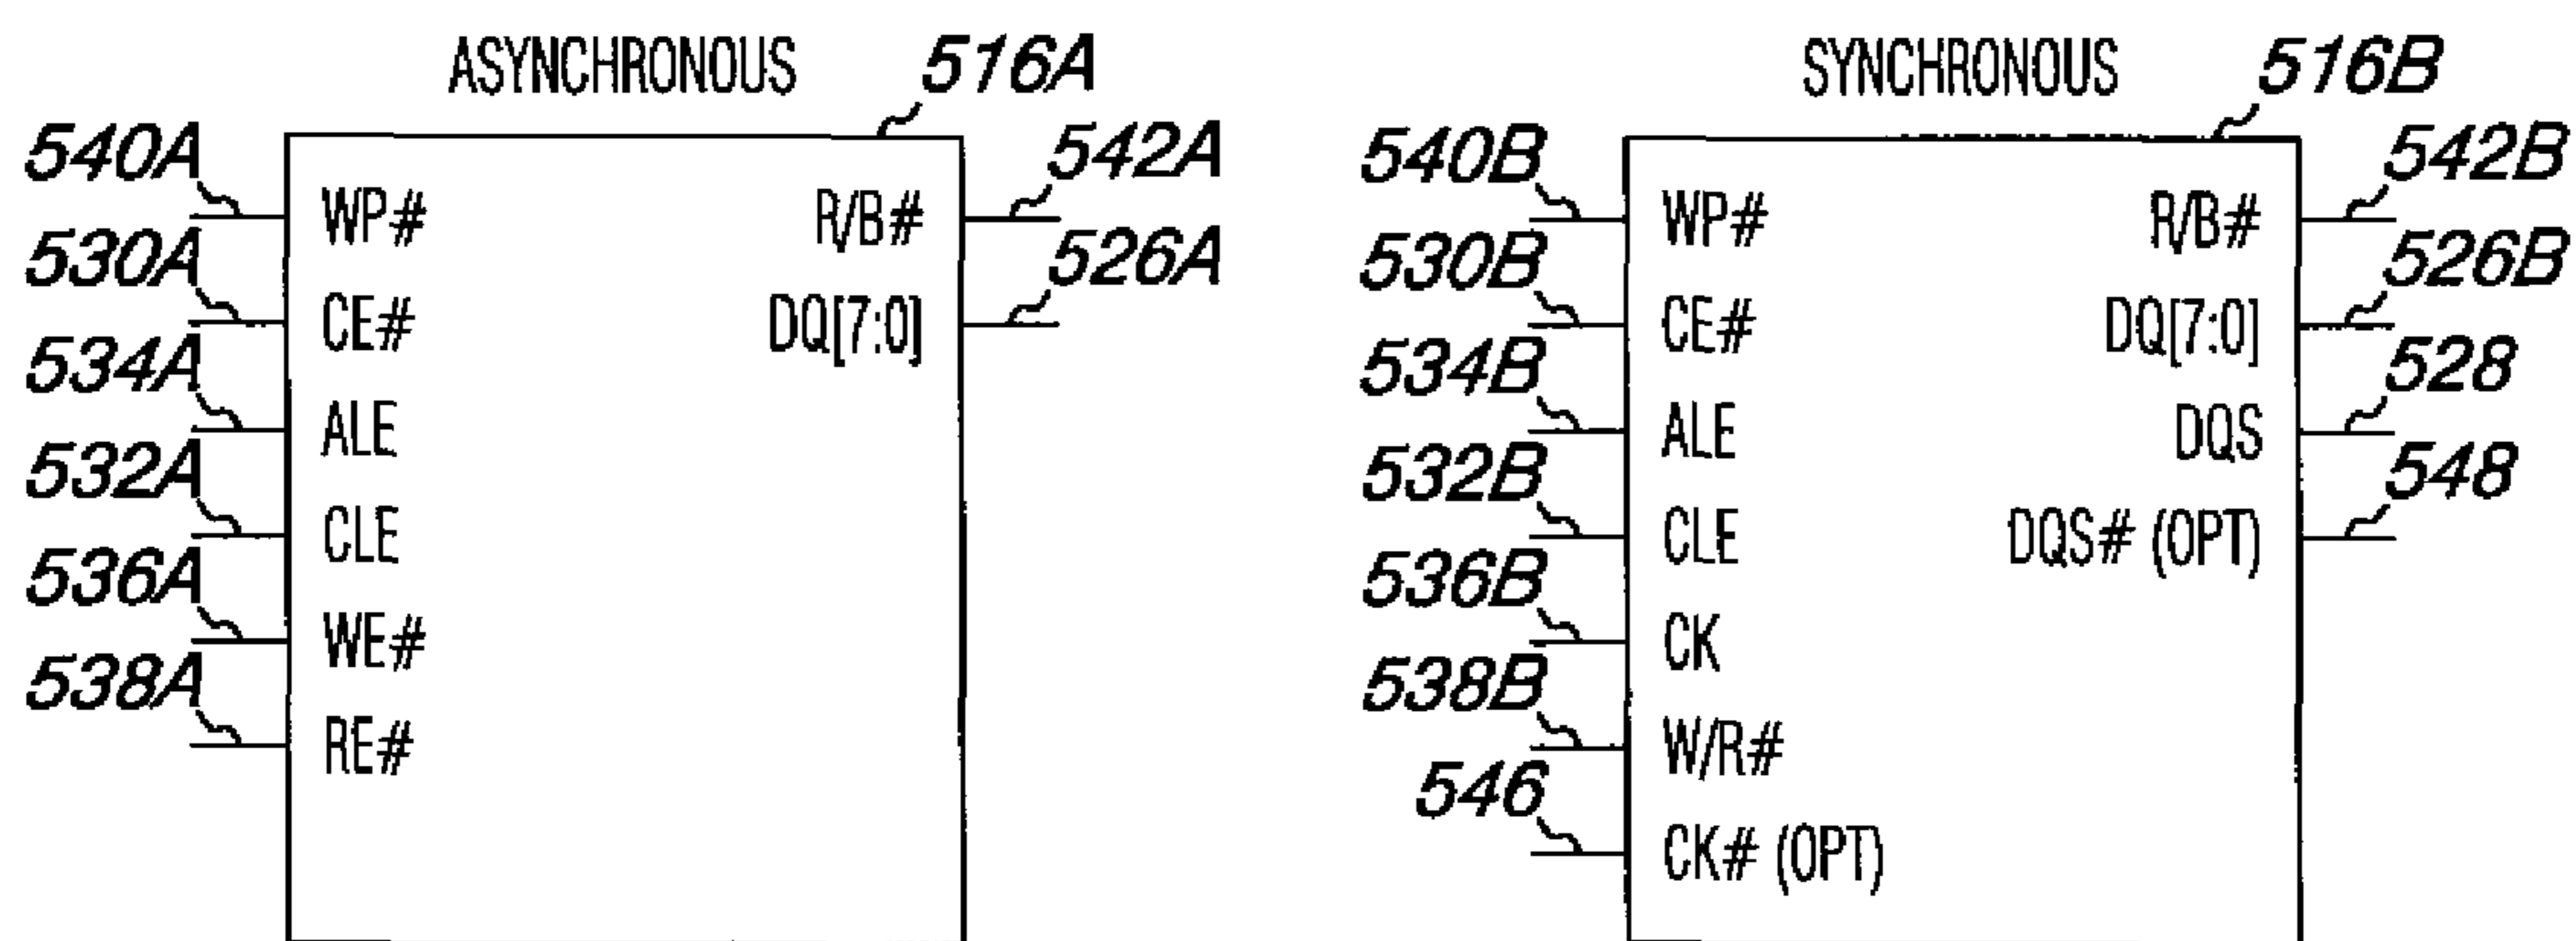 ASYNCHRONOUS 516A
540A WP# R/B# 542A
530A CE# DQ[7:0] 526A
534A ALE
532A CLE
536A WE#
538A RE#
SYNCHRONOUS 516B
540B WP# R/B# 542B
530B CE# DQ[7:0] 526B
534B ALE DQS 528
532B CLE DQS# (OPT) 548
536B CK
538B W/R#
546 CK# (OPT)